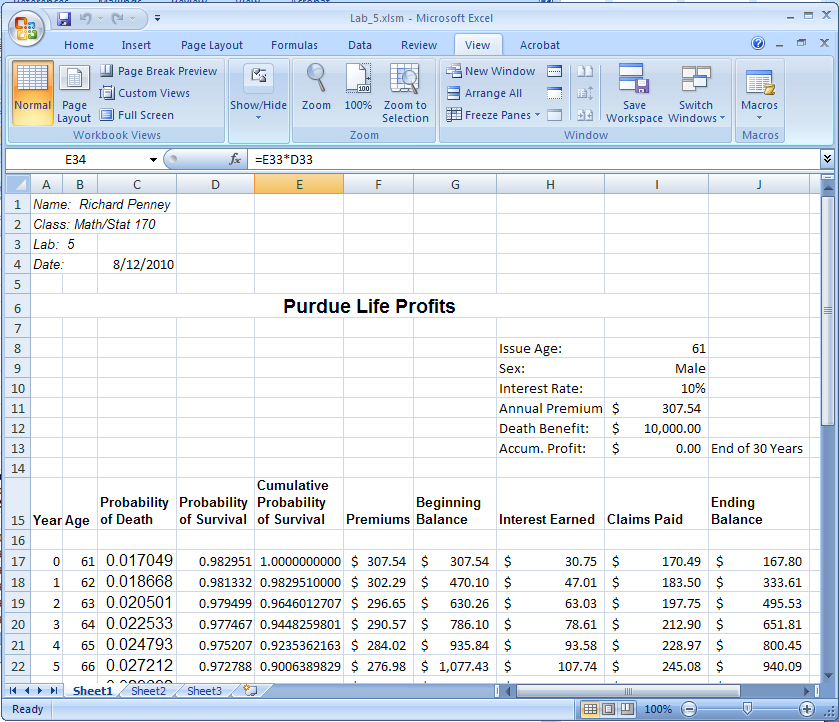 References Mailings Review View Acrobat
Lab_5.xlsm - Microsoft Excel
Home Insert Page Layout Formulas Data Review View Acrobat
Normal
Page Layout
Page Break Preview
Custom Views
Full Screen
Workbook Views
Show/Hide
Zoom
100%
Zoom to Selection
Zoom
New Window
Arrange All
Freeze Panes
Save Workspace
Switch Windows
Window
Macros
Macros
E34 fx =E33*D33
A B C D E F G H I J
1 Name: Richard Penney
2 Class: Math/Stat 170
3 Lab: 5
4 Date: 8/12/2010
5
6 Purdue Life Profits
7
8 Issue Age: 61
9 Sex: Male
10 Interest Rate: 10%
11 Annual Premium $ 307.54
12 Death Benefit: $ 10,000.00
13 Accum. Profit: $ 0.00 End of 30 Years
14
Cumulative
Probability Probability Probability Beginning Ending
15 Year Age of Death of Survival of Survival Premiums Balance Interest Earned Claims Paid Balance
16
17 0 61 0.017049 0.982951 1.0000000000 $ 307.54 $ 307.54 $ 30.75 $ 170.49 $ 167.80
18 1 62 0.018668 0.981332 0.9829510000 $ 302.29 $ 470.10 $ 47.01 $ 183.50 $ 333.61
19 2 63 0.020501 0.979499 0.9646012707 $ 296.65 $ 630.26 $ 63.03 $ 197.75 $ 495.53
20 3 64 0.022533 0.977467 0.9448259801 $ 290.57 $ 786.10 $ 78.61 $ 212.90 $ 651.81
21 4 65 0.024793 0.975207 0.9235362163 $ 284.02 $ 935.84 $ 93.58 $ 228.97 $ 800.45
22 5 66 0.027212 0.972788 0.9006389829 $ 276.98 $ 1,077.43 $ 107.74 $ 245.08 $ 940.09
Sheet1 Sheet2 Sheet3
Ready 100%